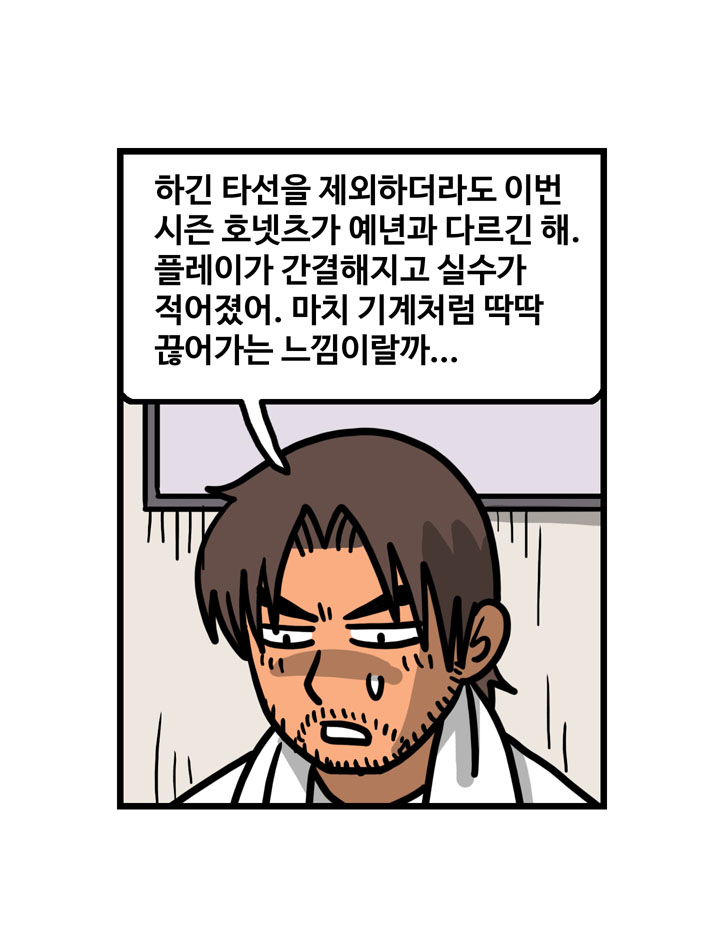 하긴 타선을 제외하더라도 이번
시즌 호넷츠가 예년과 다르긴 해.
플레이가 간결해지고 실수가
적어졌어. 마치 기계처럼 딱딱
끊어가는 느낌이랄까...